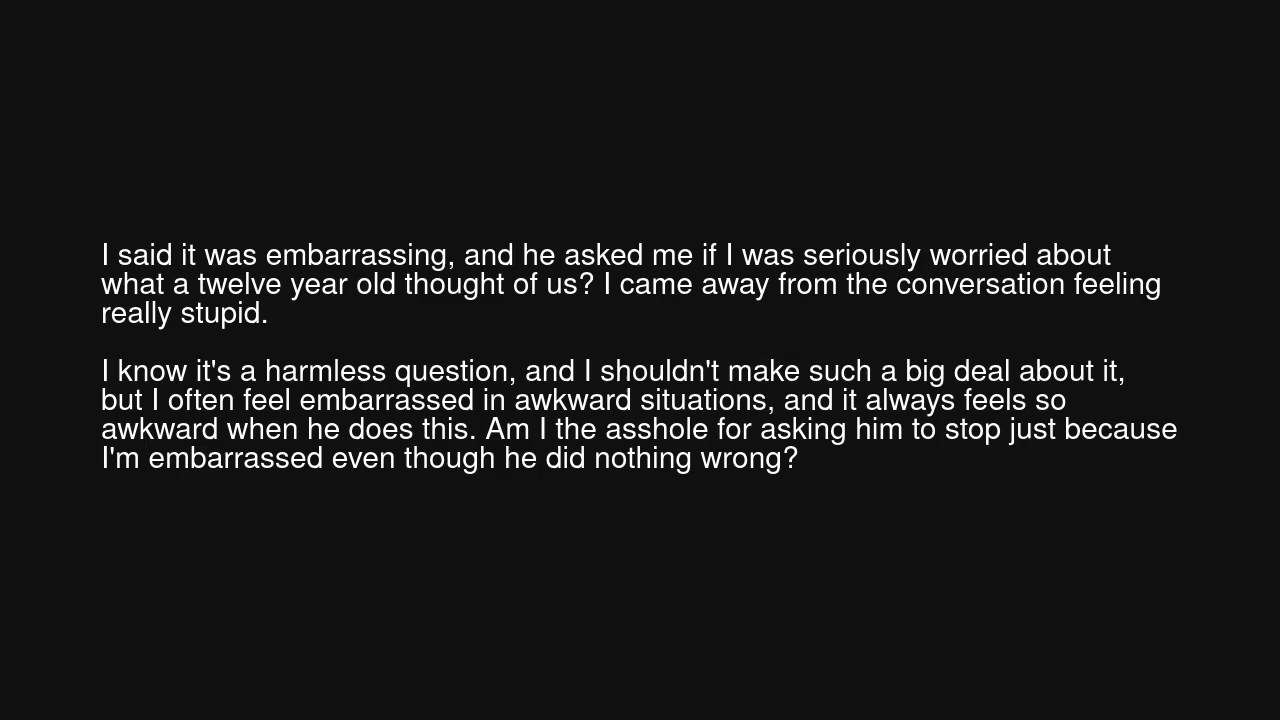 I said it was embarrassing, and he asked me if I was seriously worried about
what a twelve year old thought of us? I came away from the conversation feeling
really stupid.
I know it's a harmless question, and I shouldn't make such a big deal about it,
but I often feel embarrassed in awkward situations, and it always feels so
awkward when he does this. Am I the asshole for asking him to stop just because
I'm embarrassed even though he did nothing wrong?